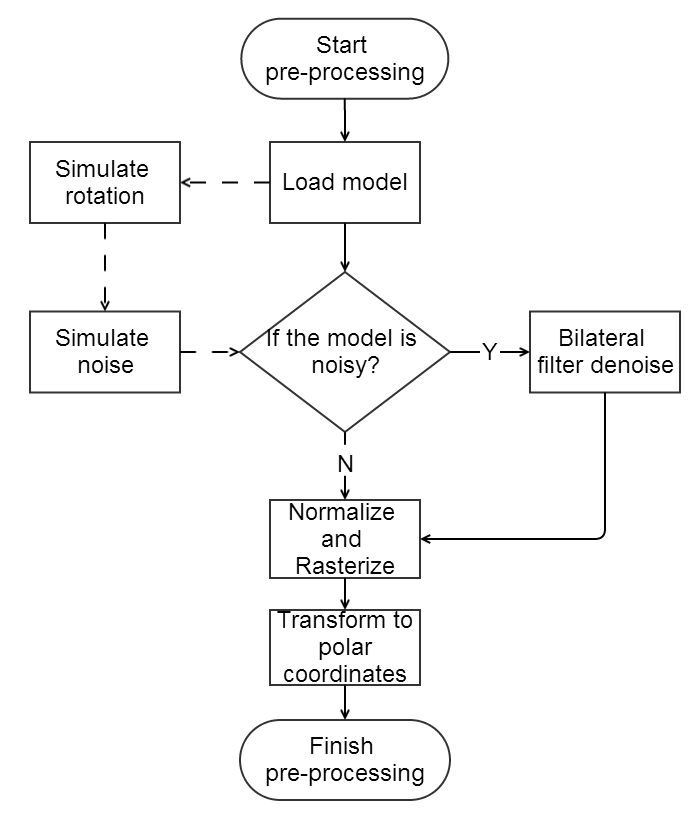 Start
pre-processing
Simulate
rotation
Load model
Simulate
noise
If the model is
noisy?
Y
Bilateral
filter denoise
N
Normalize
and
Rasterize
Transform to
polar
coordinates
Finish
pre-processing